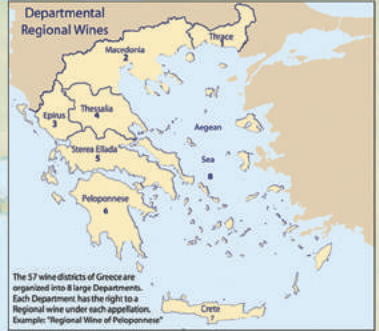 Departmental
Regional Wines
Thrace
1
Macedonia
2
Epirus
3
Thessalia
4
Aegean
Sterea Ellada
5
Sea
8
Peloponnese
6
The 57 wine districts of Greece are
organized into 8 large Departments.
Each Department has the right to a
Regional wine under each appellation.
Example: "Regional Wine of Peloponnese"
Crete
7